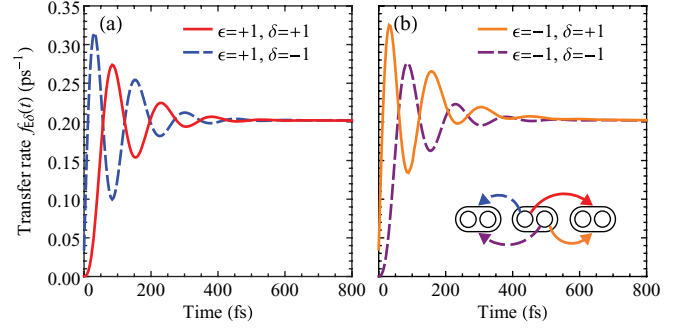 (a)
ϵ=+1, δ=+1
ϵ=+1, δ=−1
(b)
ϵ=−1, δ=+1
ϵ=−1, δ=−1
Transfer rate fEδ(t) (ps⁻¹)
0.35
0.30
0.25
0.20
0.15
0.10
0.05
0.00
0 200 400 600 800
0 200 400 600 800
Time (fs)
Time (fs)